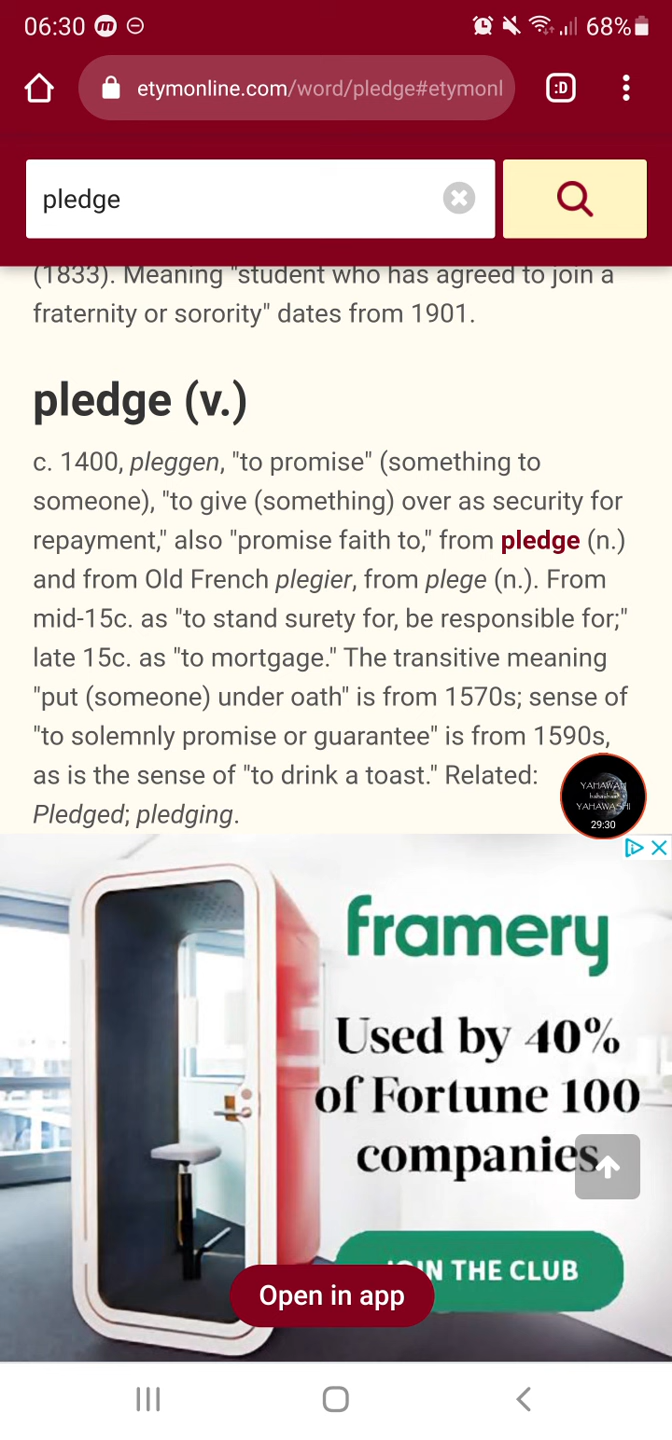 06:30
68%
etymonline.com/word/pledge#etymonl
:D
pledge
(1833). Meaning "student who has agreed to join a
fraternity or sorority" dates from 1901.
pledge (v.)
c. 1400, pleggen, "to promise" (something to
someone), "to give (something) over as security for
repayment," also "promise faith to," from pledge (n.)
and from Old French plegier, from plege (n.). From
mid-15c. as "to stand surety for, be responsible for;"
late 15c. as "to mortgage." The transitive meaning
"put (someone) under oath" is from 1570s; sense of
"to solemnly promise or guarantee" is from 1590s,
as is the sense of "to drink a toast." Related:
Pledged; pledging.
YAHAWAH
YAHAWASHI
29:30
framery
Used by 40%
of Fortune 100
companies
JOIN THE CLUB
Open in app